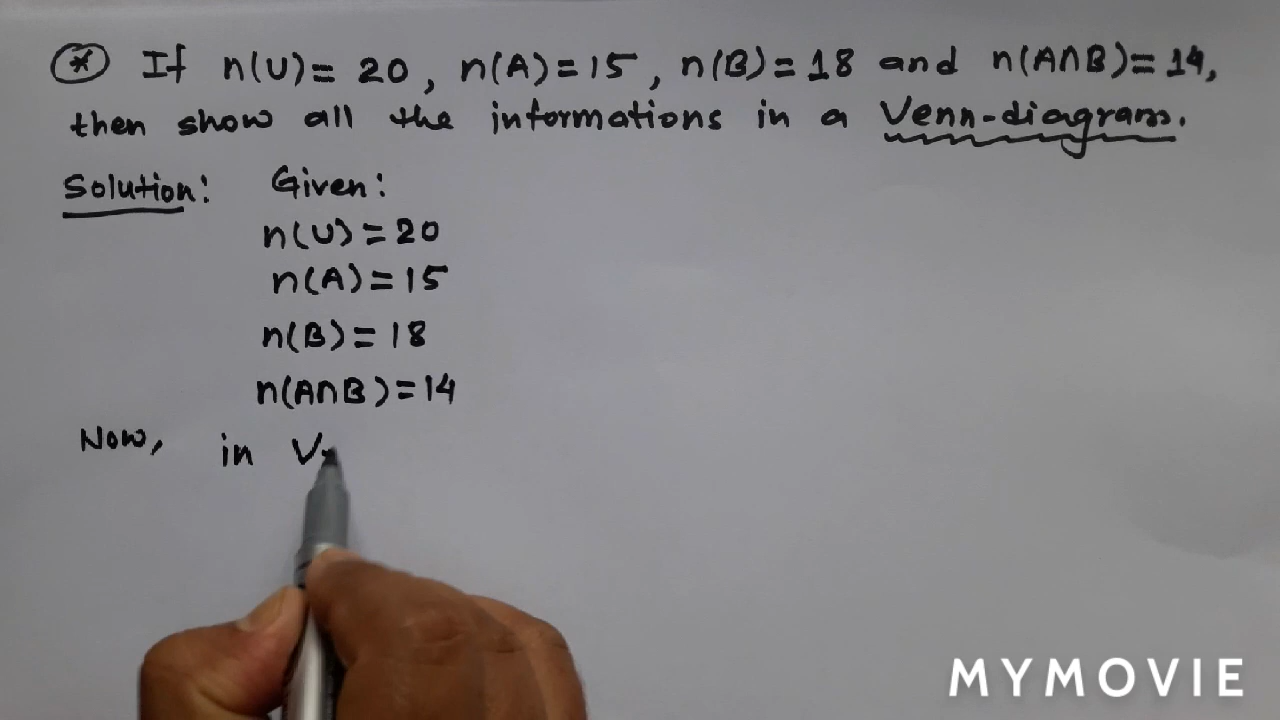 * If n(U) = 20, n(A) = 15, n(B) = 18 and n(A∩B) = 14,
then show all the informations in a Venn-diagram.
Solution: Given:
n(U) = 20
n(A) = 15
n(B) = 18
n(A∩B) = 14
Now, in
MYMOVIE